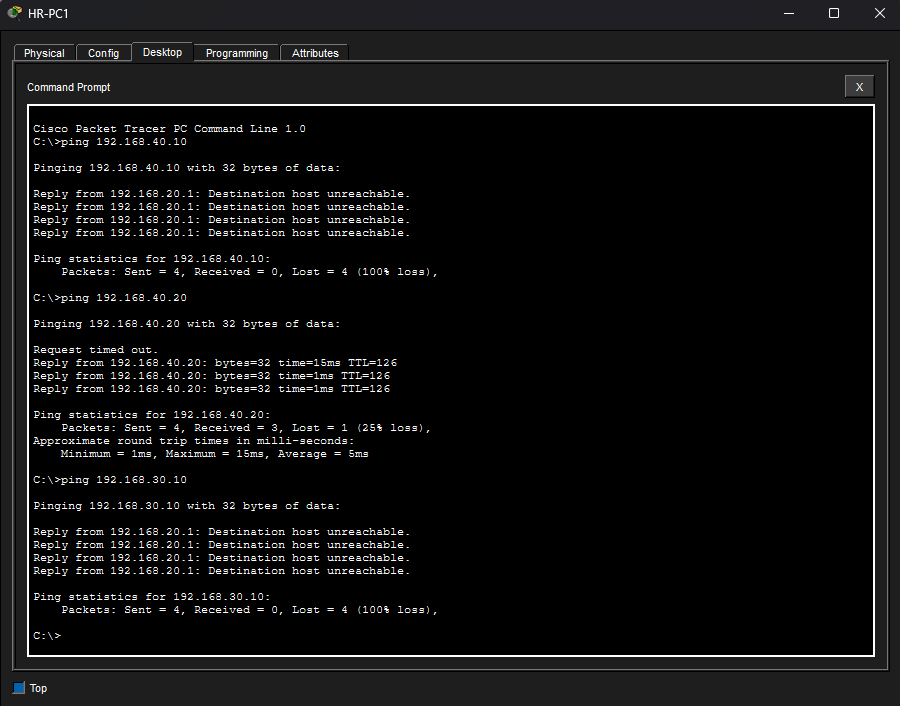 HR-PC1
Physical Config Desktop Programming Attributes
Command Prompt
X
Cisco Packet Tracer PC Command Line 1.0
C:\>ping 192.168.40.10
Pinging 192.168.40.10 with 32 bytes of data:
Reply from 192.168.20.1: Destination host unreachable.
Reply from 192.168.20.1: Destination host unreachable.
Reply from 192.168.20.1: Destination host unreachable.
Reply from 192.168.20.1: Destination host unreachable.
Ping statistics for 192.168.40.10:
Packets: Sent = 4, Received = 0, Lost = 4 (100% loss),
C:\>ping 192.168.40.20
Pinging 192.168.40.20 with 32 bytes of data:
Request timed out.
Reply from 192.168.40.20: bytes=32 time=15ms TTL=126
Reply from 192.168.40.20: bytes=32 time=1ms TTL=126
Reply from 192.168.40.20: bytes=32 time=1ms TTL=126
Ping statistics for 192.168.40.20:
Packets: Sent = 4, Received = 3, Lost = 1 (25% loss),
Approximate round trip times in milli-seconds:
Minimum = 1ms, Maximum = 15ms, Average = 5ms
C:\>ping 192.168.30.10
Pinging 192.168.30.10 with 32 bytes of data:
Reply from 192.168.20.1: Destination host unreachable.
Reply from 192.168.20.1: Destination host unreachable.
Reply from 192.168.20.1: Destination host unreachable.
Reply from 192.168.20.1: Destination host unreachable.
Ping statistics for 192.168.30.10:
Packets: Sent = 4, Received = 0, Lost = 4 (100% loss),
C:\>
Top